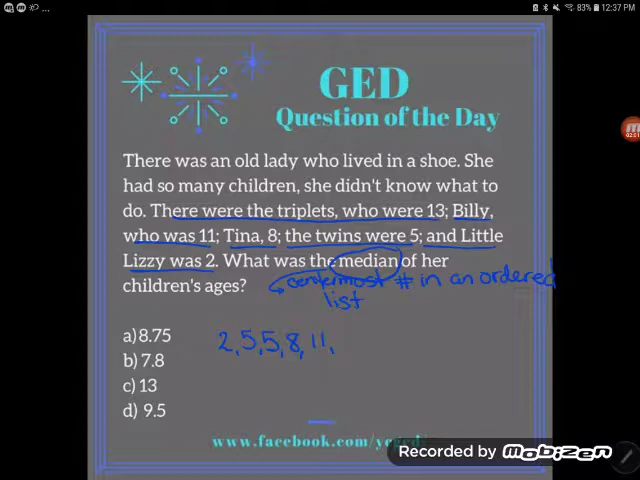 83% 12:37 PM
GED
Question of the Day
There was an old lady who lived in a shoe. She
had so many children, she didn't know what to
do. There were the triplets, who were 13; Billy,
who was 11; Tina, 8; the twins were 5; and Little
Lizzy was 2. What was the median of her
children's ages?
centermost # in an ordered
list
a) 8.75
b) 7.8
c) 13
d) 9.5
2, 5, 5, 8, 11,
www.facebook.com/
Recorded by mobizen